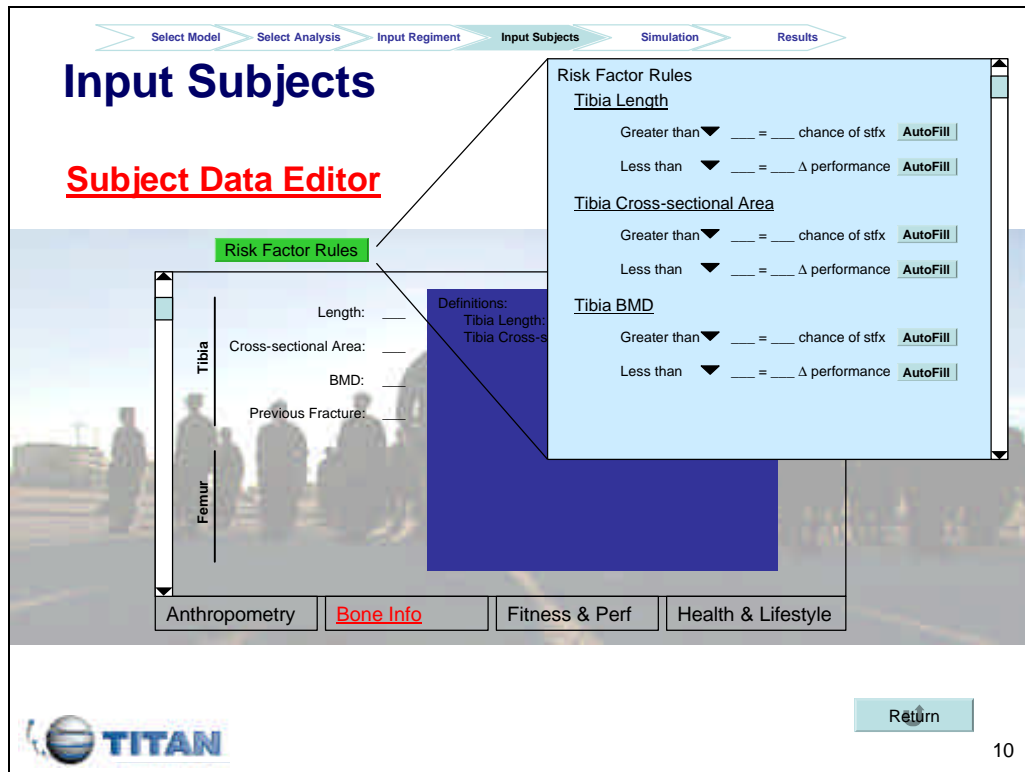 Select Model Select Analysis Input Regiment Input Subjects Simulation Results
Input Subjects
Subject Data Editor
Risk Factor Rules
Risk Factor Rules
Tibia Length
Greater than ___ = ___ chance of stfx AutoFill
Less than ___ = ___ Δ performance AutoFill
Tibia Cross-sectional Area
Greater than ___ = ___ chance of stfx AutoFill
Less than ___ = ___ Δ performance AutoFill
Tibia BMD
Greater than ___ = ___ chance of stfx AutoFill
Less than ___ = ___ Δ performance AutoFill
Tibia
Length: ___
Cross-sectional Area: ___
BMD: ___
Previous Fracture: ___
Femur
Definitions:
Tibia Length:
Tibia Cross-s
Anthropometry Bone Info Fitness & Perf Health & Lifestyle
Return
TITAN
10